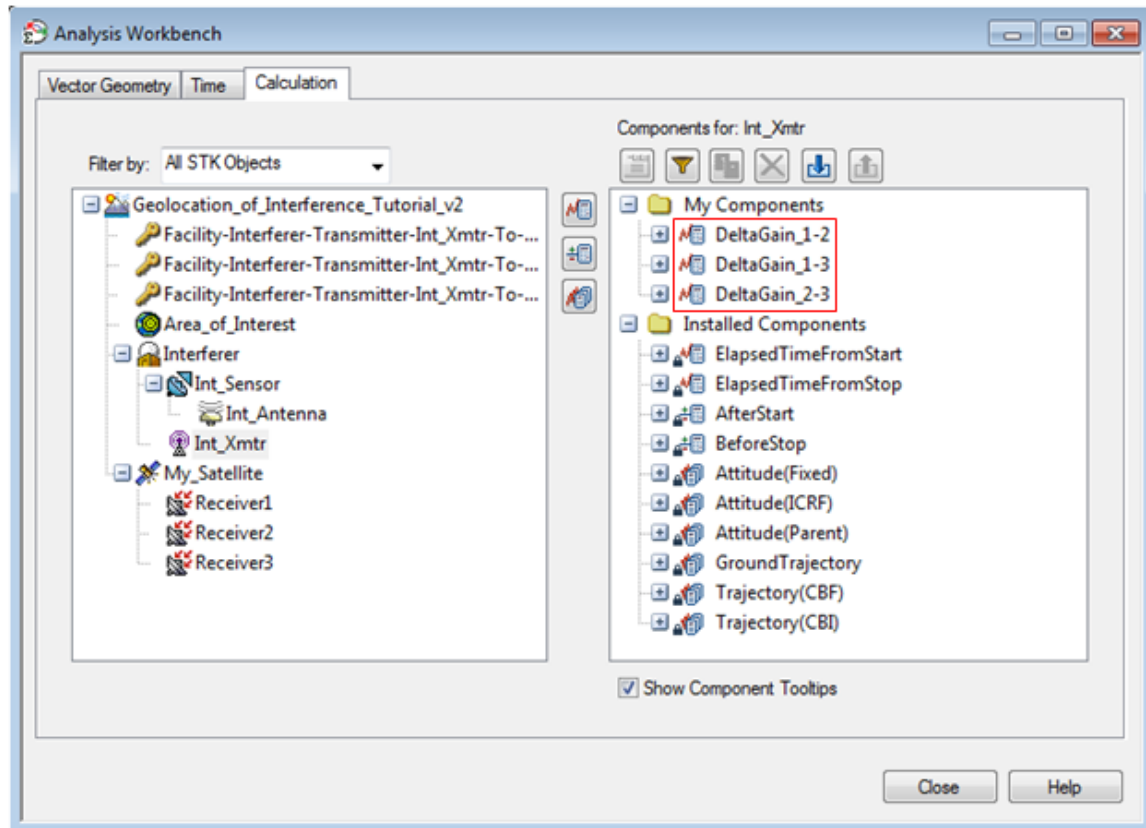 Analysis Workbench
Vector Geometry
Time
Calculation
Filter by:
All STK Objects
Geolocation_of_Interference_Tutorial_v2
Facility-Interferer-Transmitter-Int_Xmtr-To-...
Facility-Interferer-Transmitter-Int_Xmtr-To-...
Facility-Interferer-Transmitter-Int_Xmtr-To-...
Area_of_Interest
Interferer
Int_Sensor
Int_Antenna
Int_Xmtr
My_Satellite
Receiver1
Receiver2
Receiver3
Components for: Int_Xmtr
My Components
DeltaGain_1-2
DeltaGain_1-3
DeltaGain_2-3
Installed Components
ElapsedTimeFromStart
ElapsedTimeFromStop
AfterStart
BeforeStop
Attitude(Fixed)
Attitude(ICRF)
Attitude(Parent)
GroundTrajectory
Trajectory(CBF)
Trajectory(CBI)
Show Component Tooltips
Close
Help